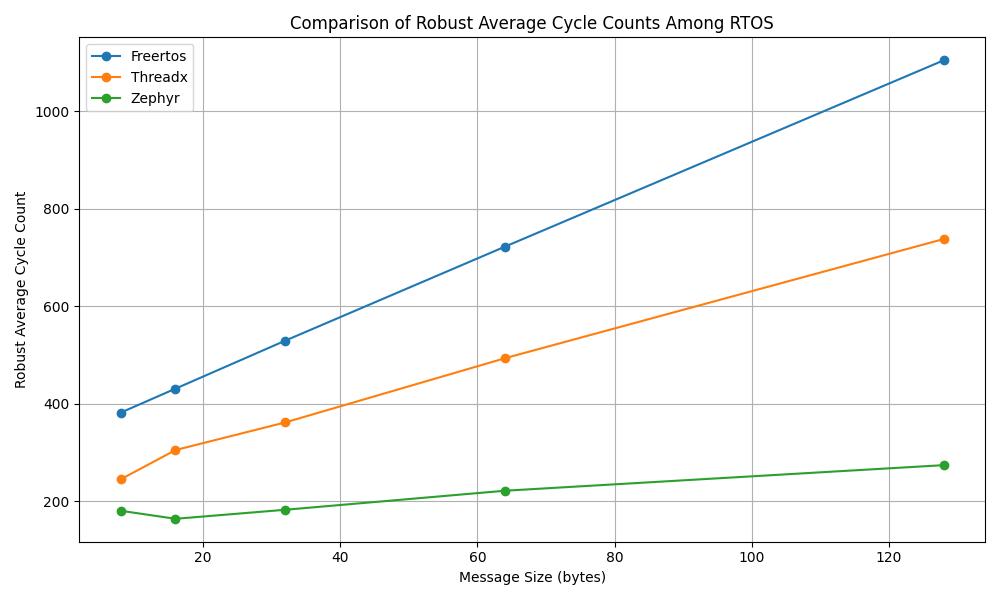 Comparison of Robust Average Cycle Counts Among RTOS
Freertos
Threadx
Zephyr
Robust Average Cycle Count
1000
800
600
400
200
20 40 60 80 100 120
Message Size (bytes)